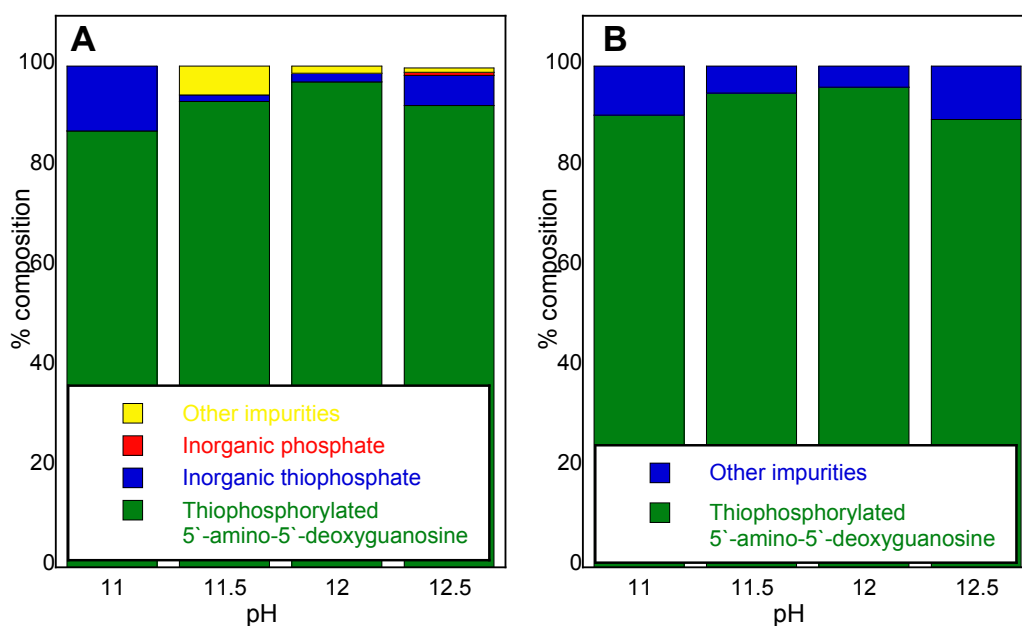 A
% composition
100
80
60
40
20
0
Other impurities
Inorganic phosphate
Inorganic thiophosphate
Thiophosphorylated
5`-amino-5`-deoxyguanosine
11 11.5 12 12.5
pH
B
% composition
100
80
60
40
20
0
Other impurities
Thiophosphorylated
5`-amino-5`-deoxyguanosine
11 11.5 12 12.5
pH